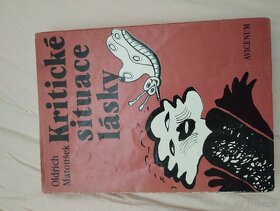 Oldřich
Matoušek
Kritické
situace
lásky
AVICENUM